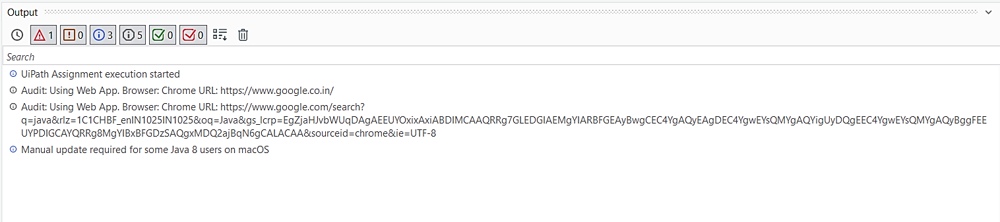 Output
1 0 3 5 0 0
Search
UiPath Assignment execution started
Audit: Using Web App. Browser: Chrome URL: https://www.google.co.in/
Audit: Using Web App. Browser: Chrome URL: https://www.google.com/search?
q=java&rlz=1C1CHBF_enIN1025IN1025&oq=Java&gs_lcrp=EgZjaHJvbWUqDAgAEEUYOxixAxiABDIMCAAQRRg7GLEDGIAEMgYIARBFGEAyBwgCEC4YgAQyEAgDEC4YgwEYsQMYgAQYigUyDQgEEC4YgwEYsQMYgAQyBggFEE
UYPDIGCAYQRRg8MgYIBxBFGDzSAQgxMDQ2ajBqN6gCALACAA&sourceid=chrome&ie=UTF-8
Manual update required for some Java 8 users on macOS